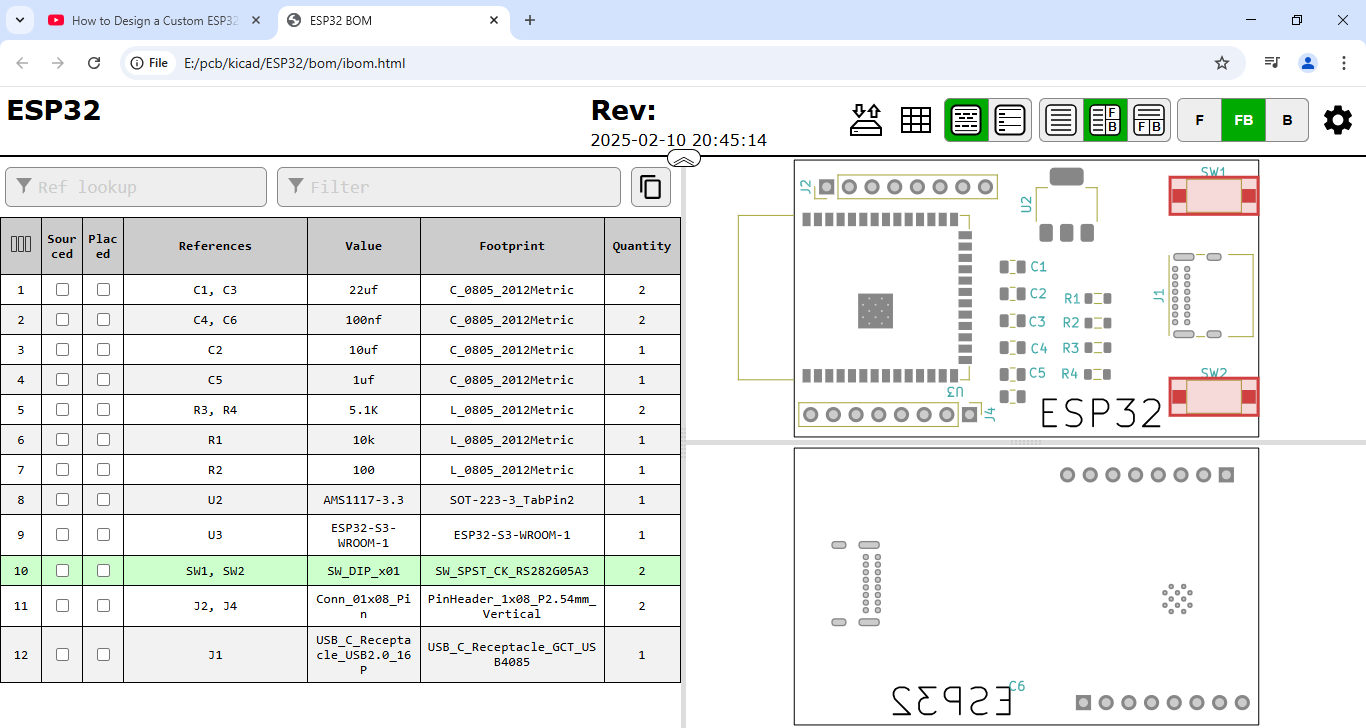 How to Design a Custom ESP32
ESP32 BOM
File
E:/pcb/kicad/ESP32/bom/ibom.html
ESP32
Rev:
2025-02-10 20:45:14
F
B
F B
F
FB
B
Ref lookup
Filter
Sourced Placed References Value Footprint Quantity
1 C1, C3 22uf C_0805_2012Metric 2
2 C4, C6 100nf C_0805_2012Metric 2
3 C2 10uf C_0805_2012Metric 1
4 C5 1uf C_0805_2012Metric 1
5 R3, R4 5.1K L_0805_2012Metric 2
6 R1 10k L_0805_2012Metric 1
7 R2 100 L_0805_2012Metric 1
8 U2 AMS1117-3.3 SOT-223-3_TabPin2 1
9 U3 ESP32-S3-WROOM-1 ESP32-S3-WROOM-1 1
10 SW1, SW2 SW_DIP_x01 SW_SPST_CK_RS282G05A3 2
11 J2, J4 Conn_01x08_Pin PinHeader_1x08_P2.54mm_Vertical 2
12 J1 USB_C_Receptacle_USB2.0_16P USB_C_Receptacle_GCT_USB4085 1
J2
U2
SW1
C1
C2
R1
J1
C3
R2
C4
R3
C5
R4
SW2
U3
J4
ESP32
C6
ESP32